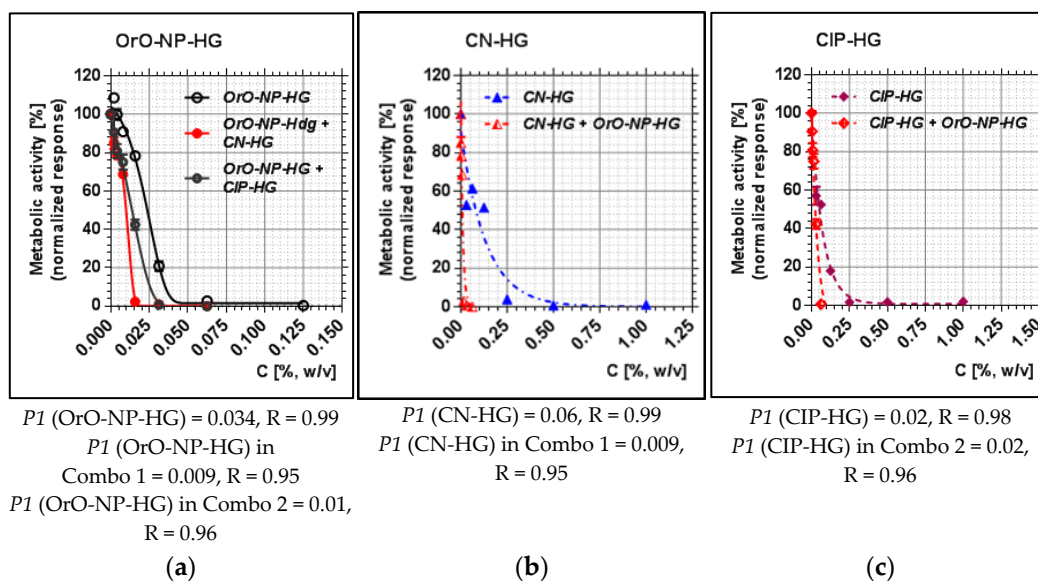 OrO-NP-HG
Metabolic activity [%]
(normalized response)
120
100
80
60
40
20
0
OrO-NP-HG
OrO-NP-Hdg +
CN-HG
OrO-NP-HG +
CIP-HG
0.000
0.025
0.050
0.075
0.100
0.125
0.150
C [%, w/v]
P1 (OrO-NP-HG) = 0.034, R = 0.99
P1 (OrO-NP-HG) in
Combo 1 = 0.009, R = 0.95
P1 (OrO-NP-HG) in Combo 2 = 0.01,
R = 0.96
(a)
CN-HG
Metabolic activity [%]
(normalized response)
120
100
80
60
40
20
0
CN-HG
CN-HG + OrO-NP-HG
0.00
0.25
0.50
0.75
1.00
1.25
C [%, w/v]
P1 (CN-HG) = 0.06, R = 0.99
P1 (CN-HG) in Combo 1 = 0.009,
R = 0.95
(b)
CIP-HG
Metabolic activity [%]
(normalized response)
120
100
80
60
40
20
0
CIP-HG
CIP-HG + OrO-NP-HG
0.00
0.25
0.50
0.75
1.00
1.25
1.50
C [%, w/v]
P1 (CIP-HG) = 0.02, R = 0.98
P1 (CIP-HG) in Combo 2 = 0.02,
R = 0.96
(c)